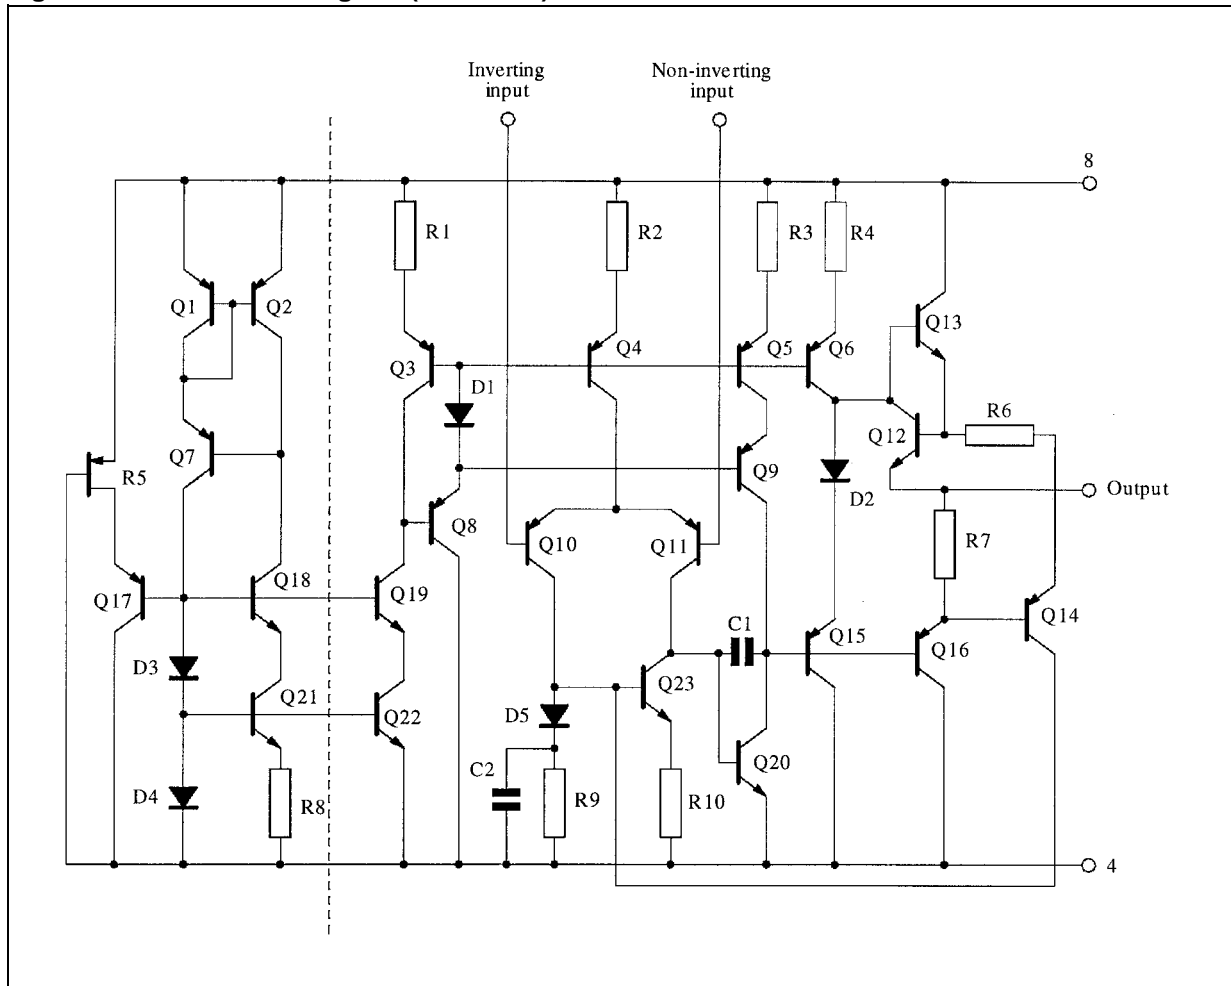 Inverting
input
Non-inverting
input
8
R1
R2
R3
R4
Q1
Q2
Q13
Q3
Q4
Q5
Q6
D1
R6
Q12
Q7
R5
Q9
D2
Output
Q8
Q10
Q11
R7
Q17
Q18
Q19
Q14
C1
Q15
Q16
D3
Q21
Q22
Q23
D5
Q20
C2
D4
R8
R9
R10
4